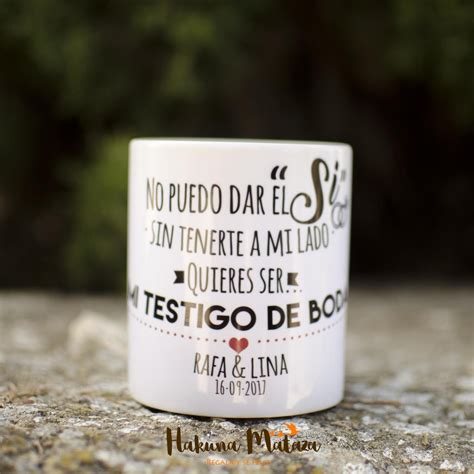 No puedo dar el "Sí"
sin tenerte a mi lado
Quieres ser...
MI TESTIGO DE BODA
RAFA & LINA
16-09-2017
Hakuna Mataza